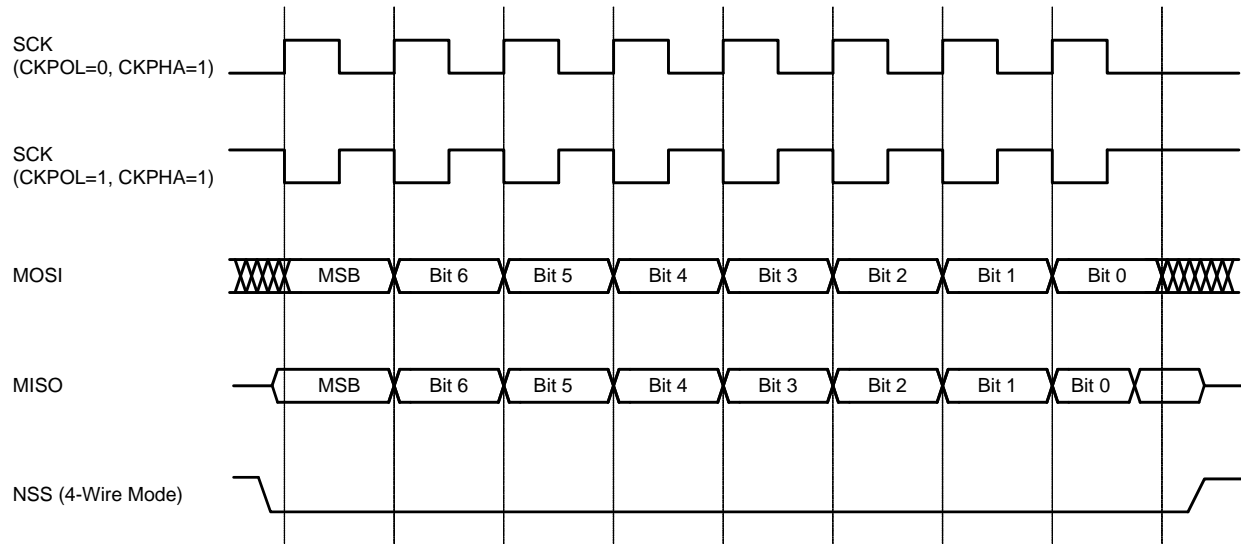 SCK
(CKPOL=0, CKPHA=1)
SCK
(CKPOL=1, CKPHA=1)
MOSI MSB Bit 6 Bit 5 Bit 4 Bit 3 Bit 2 Bit 1 Bit 0
MISO MSB Bit 6 Bit 5 Bit 4 Bit 3 Bit 2 Bit 1 Bit 0
NSS (4-Wire Mode)